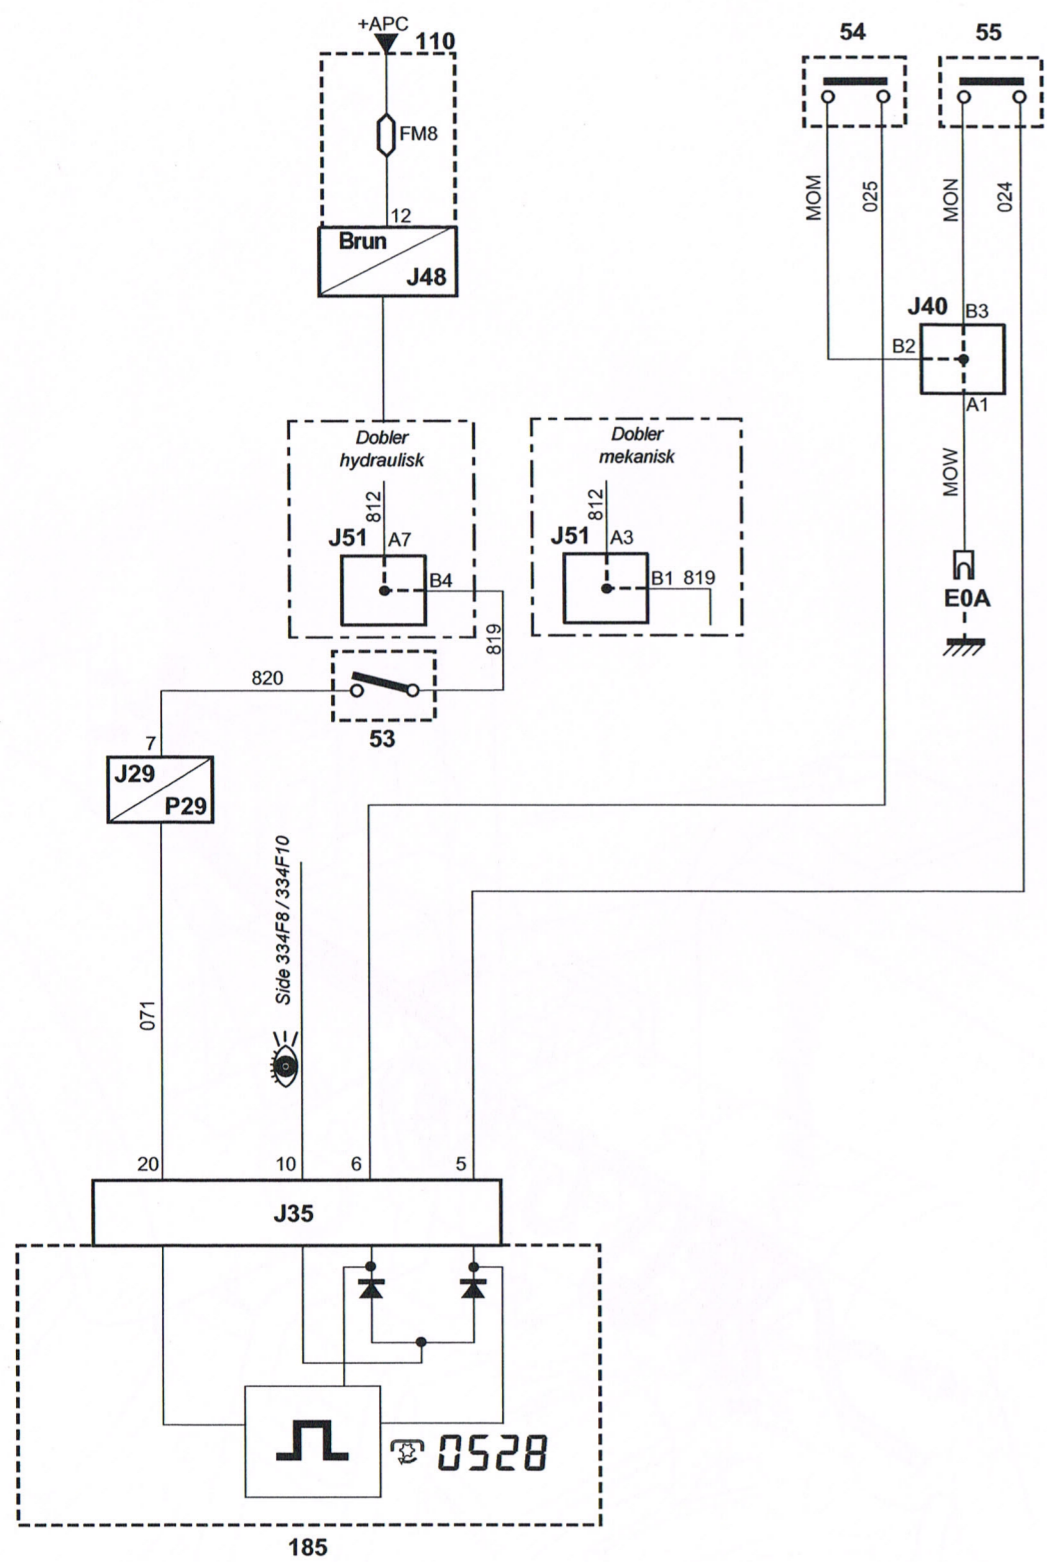 +APC
110
54
55
FM8
12
Brun
J48
MOM
025
MON
024
J40
B3
B2
A1
MOW
E0A
Dobler
hydraulisk
812
J51
A7
B4
819
Dobler
mekanisk
812
J51
A3
B1
819
820
53
7
J29
P29
071
Side 334F8 / 334F10
20
10
6
5
J35
0528
185